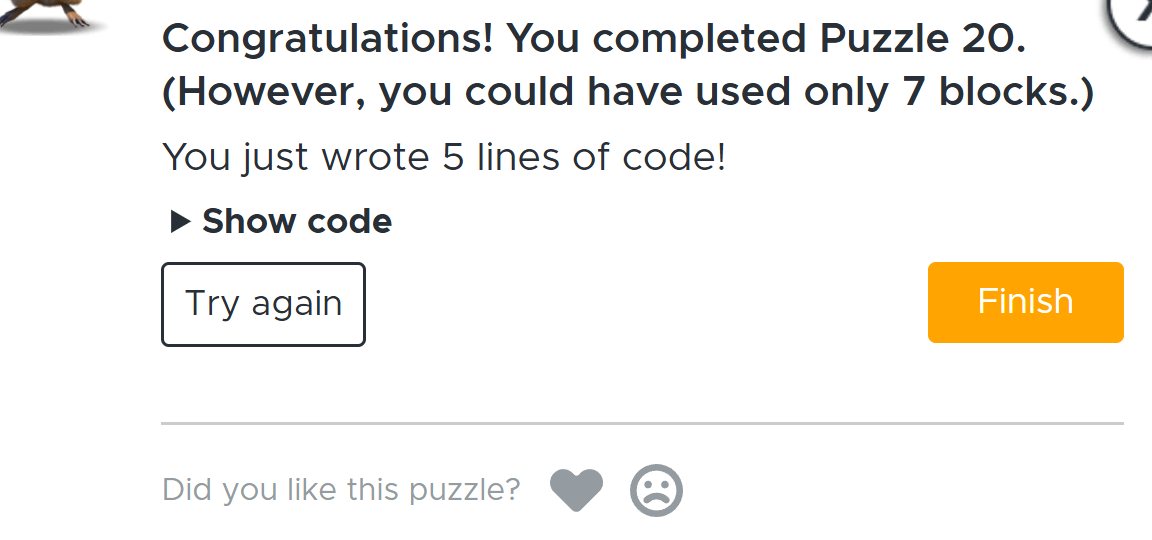 Congratulations! You completed Puzzle 20.
(However, you could have used only 7 blocks.)
You just wrote 5 lines of code!
Show code
Try again
Finish
Did you like this puzzle?